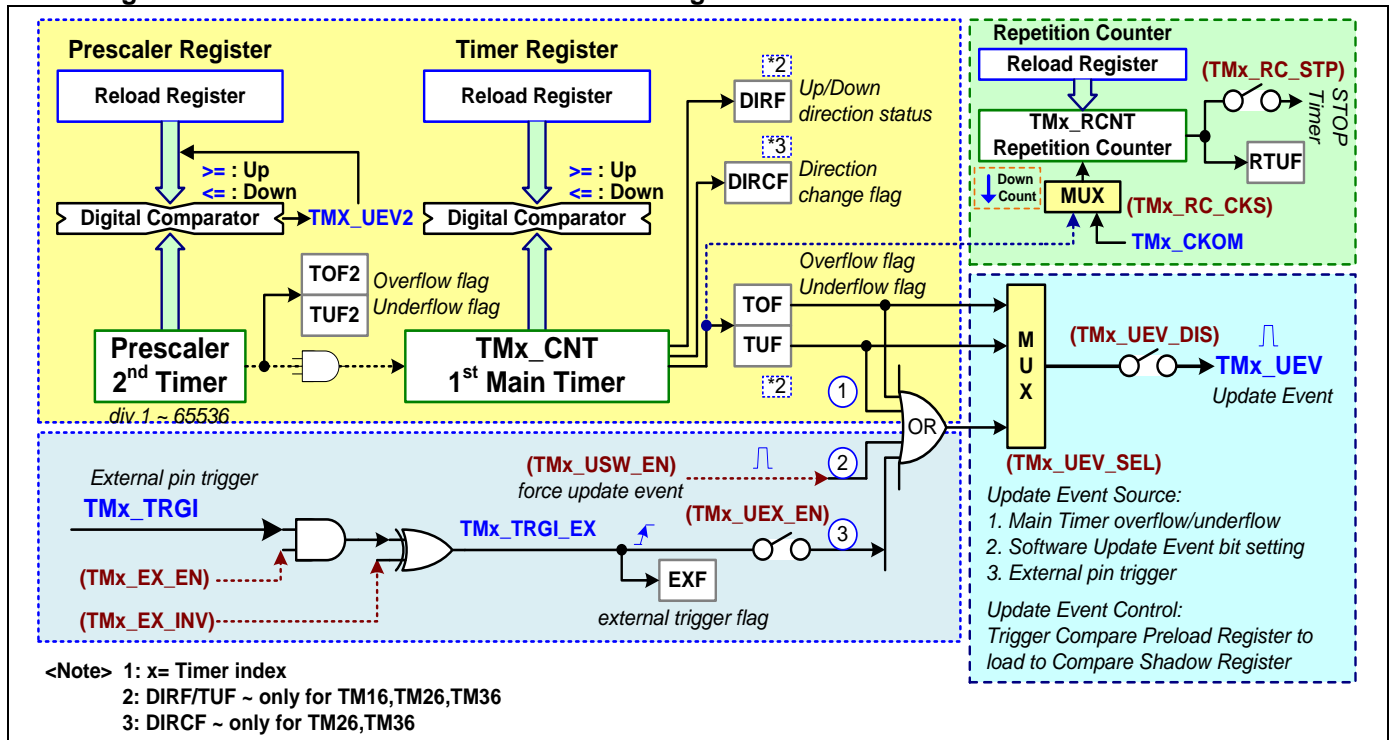 Prescaler Register
Reload Register
>= : Up
<= : Down
Digital Comparator
TMX_UEV2
TOF2
TUF2
Overflow flag
Underflow flag
Prescaler
2nd Timer
div 1 ~ 65536
Timer Register
Reload Register
>= : Up
<= : Down
Digital Comparator
TMx_CNT
1st Main Timer
*2
DIRF
Up/Down
direction status
*3
DIRCF
Direction
change flag
Overflow flag
Underflow flag
TOF
TUF
*2
1
OR
Repetition Counter
Reload Register
(TMx_RC_STP)
STOP
Timer
TMx_RCNT
Repetition Counter
RTUF
Down
Count
MUX
(TMx_RC_CKS)
TMx_CKOM
External pin trigger
TMx_TRGI
(TMx_EX_EN)
(TMx_EX_INV)
TMx_TRGI_EX
EXF
external trigger flag
(TMx_USW_EN)
force update event
2
(TMx_UEX_EN)
3
MUX
(TMx_UEV_DIS)
TMx_UEV
Update Event
(TMx_UEV_SEL)
Update Event Source:
1. Main Timer overflow/underflow
2. Software Update Event bit setting
3. External pin trigger
Update Event Control:
Trigger Compare Preload Register to
load to Compare Shadow Register
<Note> 1: x= Timer index
2: DIRF/TUF ~ only for TM16,TM26,TM36
3: DIRCF ~ only for TM26,TM36